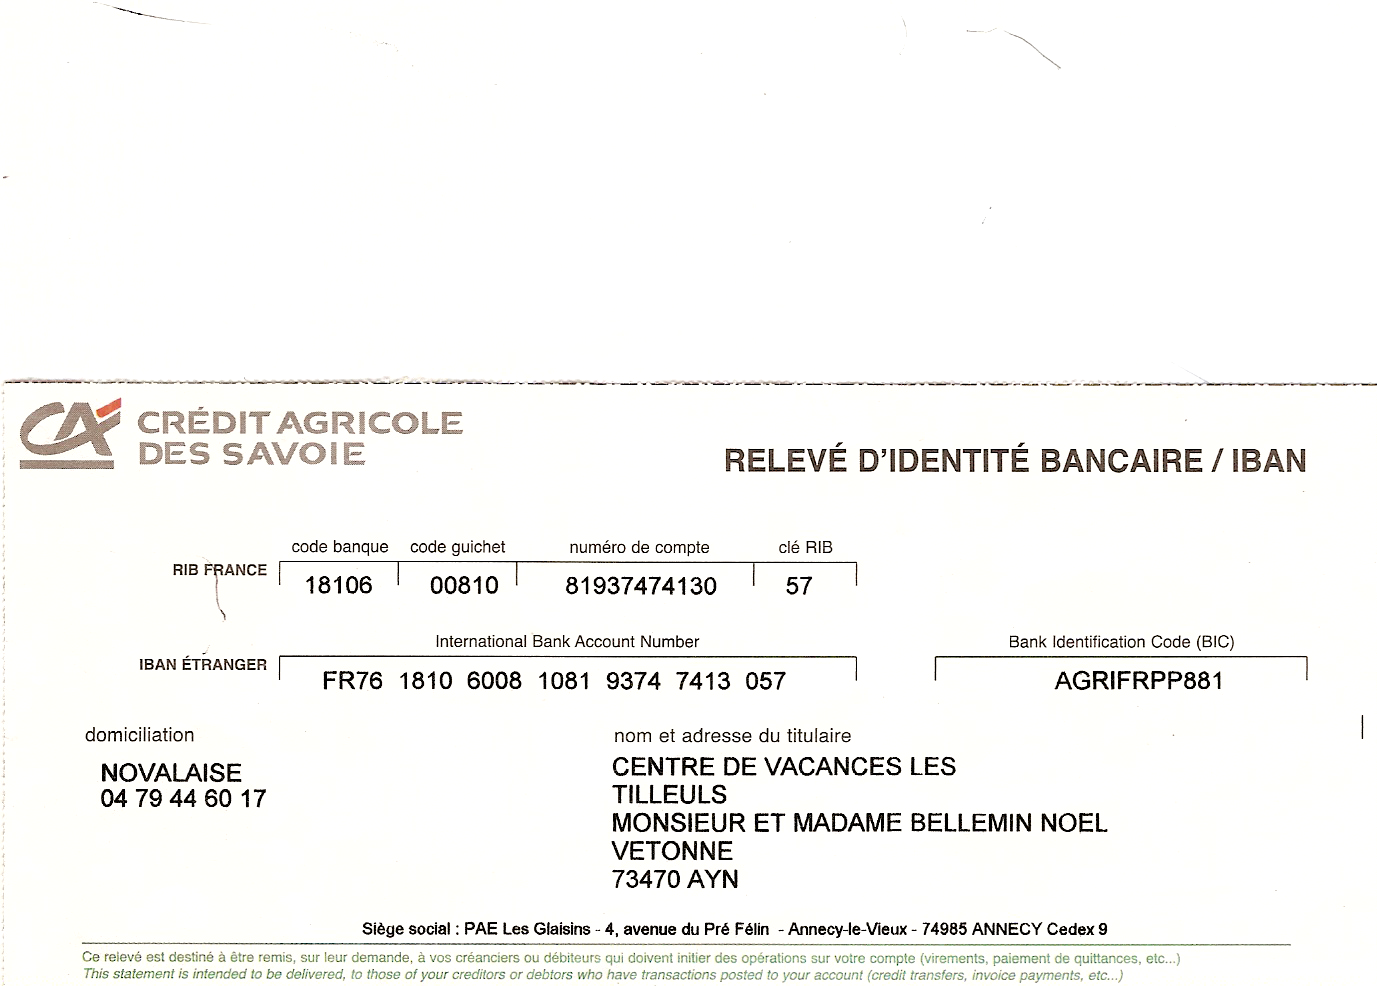 CA CRÉDIT AGRICOLE
DES SAVOIE
RELEVÉ D'IDENTITÉ BANCAIRE / IBAN
code banque code guichet numéro de compte clé RIB
RIB FRANCE 18106 00810 81937474130 57
International Bank Account Number Bank Identification Code (BIC)
IBAN ÉTRANGER FR76 1810 6008 1081 9374 7413 057 AGRIFRPP881
domiciliation
NOVALAISE
04 79 44 60 17
nom et adresse du titulaire
CENTRE DE VACANCES LES
TILLEULS
MONSIEUR ET MADAME BELLEMIN NOEL
VETONNE
73470 AYN
Siège social : PAE Les Glaisins - 4, avenue du Pré Félin - Annecy-le-Vieux - 74985 ANNECY Cedex 9
Ce relevé est destiné à être remis, sur leur demande, à vos créanciers ou débiteurs qui doivent initier des opérations sur votre compte (virements, paiement de quittances, etc...)
This statement is intended to be delivered, to those of your creditors or debtors who have transactions posted to your account (credit transfers, invoice payments, etc...)